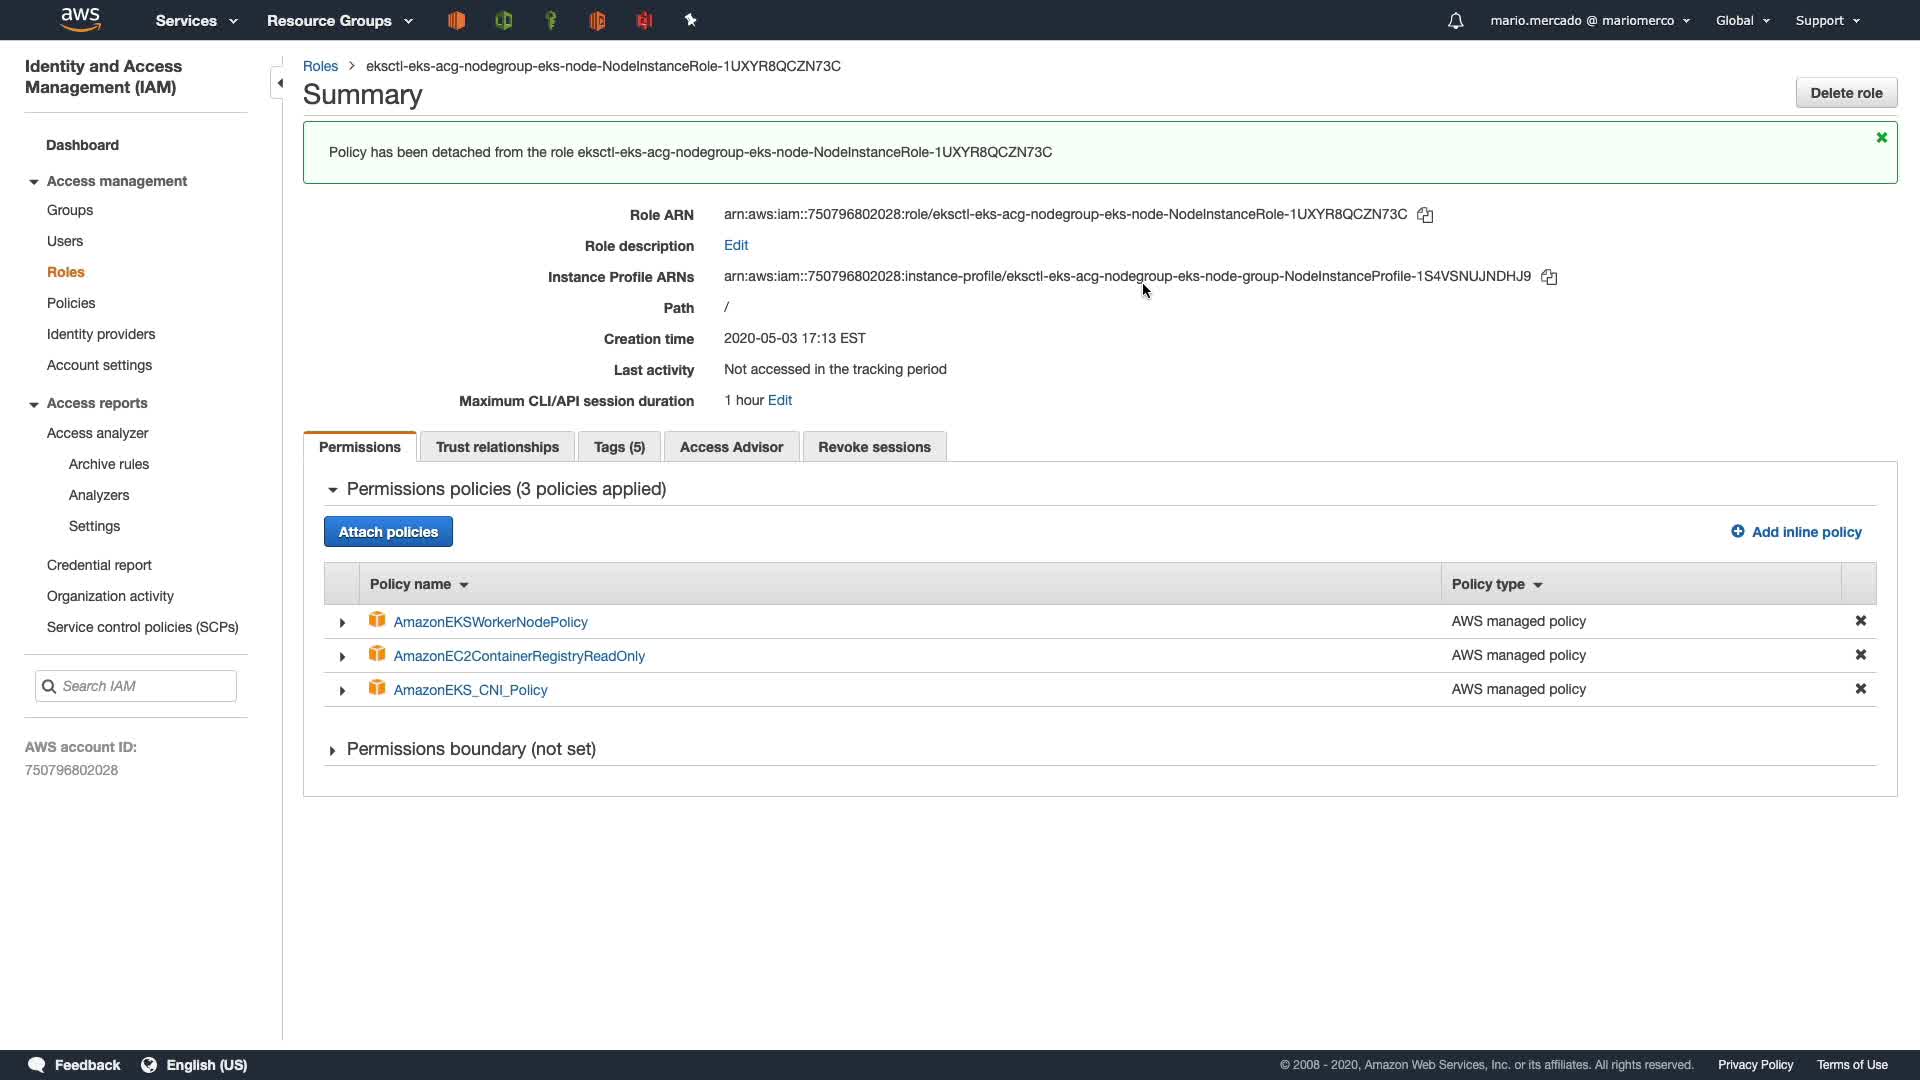 aws
Services
Resource Groups
mario.mercado @ mariomerco
Global
Support
Identity and Access
Management (IAM)
Dashboard
Access management
Groups
Users
Roles
Policies
Identity providers
Account settings
Access reports
Access analyzer
Archive rules
Analyzers
Settings
Credential report
Organization activity
Service control policies (SCPs)
Search IAM
AWS account ID:
750796802028
Roles > eksctl-eks-acg-nodegroup-eks-node-NodeInstanceRole-1UXYR8QCZN73C
Summary
Delete role
Policy has been detached from the role eksctl-eks-acg-nodegroup-eks-node-NodeInstanceRole-1UXYR8QCZN73C
Role ARN arn:aws:iam::750796802028:role/eksctl-eks-acg-nodegroup-eks-node-NodeInstanceRole-1UXYR8QCZN73C
Role description Edit
Instance Profile ARNs arn:aws:iam::750796802028:instance-profile/eksctl-eks-acg-nodegroup-eks-node-group-NodeInstanceProfile-1S4VSNUJNDHJ9
Path /
Creation time 2020-05-03 17:13 EST
Last activity Not accessed in the tracking period
Maximum CLI/API session duration 1 hour Edit
Permissions
Trust relationships
Tags (5)
Access Advisor
Revoke sessions
Permissions policies (3 policies applied)
Attach policies
Add inline policy
Policy name Policy type
AmazonEKSWorkerNodePolicy AWS managed policy
AmazonEC2ContainerRegistryReadOnly AWS managed policy
AmazonEKS_CNI_Policy AWS managed policy
Permissions boundary (not set)
Feedback
English (US)
© 2008 - 2020, Amazon Web Services, Inc. or its affiliates. All rights reserved.
Privacy Policy
Terms of Use